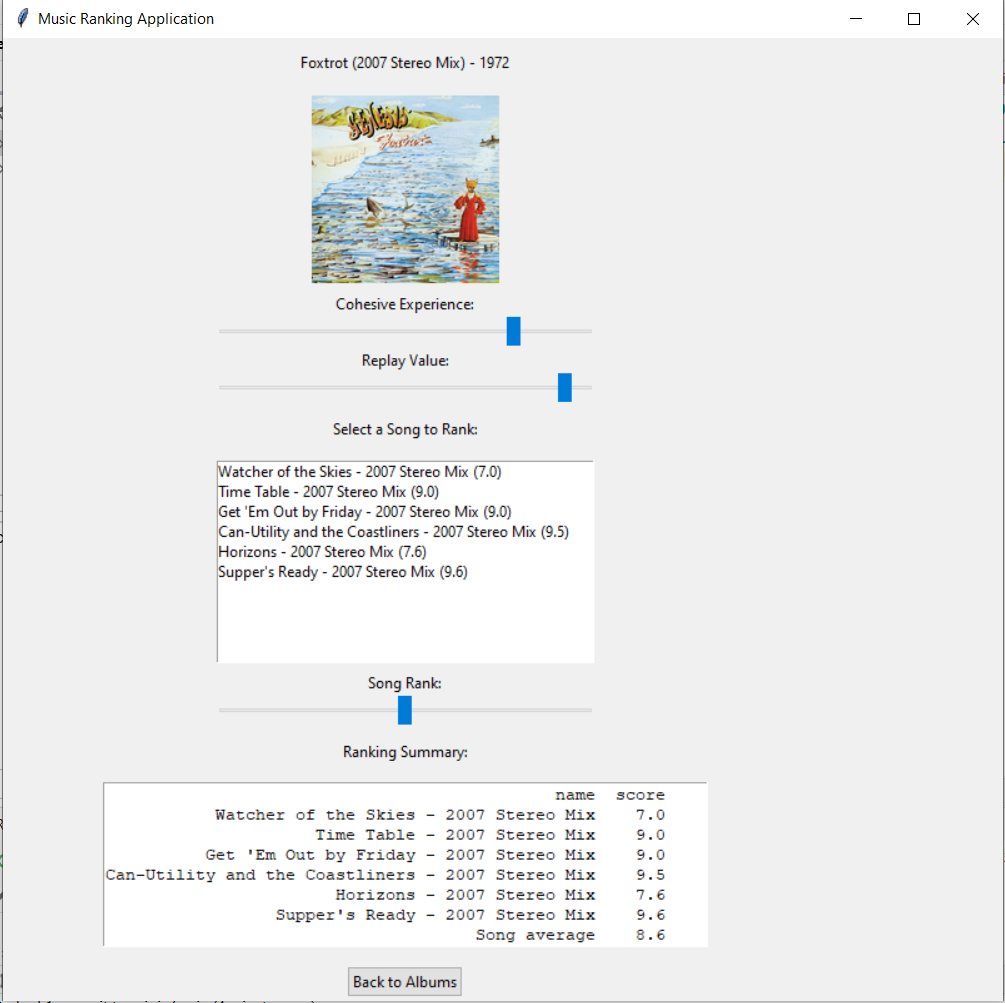 Music Ranking Application
Foxtrot (2007 Stereo Mix) - 1972
GENESIS
Foxtrot
Cohesive Experience:
Replay Value:
Select a Song to Rank:
Watcher of the Skies - 2007 Stereo Mix (7.0)
Time Table - 2007 Stereo Mix (9.0)
Get 'Em Out by Friday - 2007 Stereo Mix (9.0)
Can-Utility and the Coastliners - 2007 Stereo Mix (9.5)
Horizons - 2007 Stereo Mix (7.6)
Supper's Ready - 2007 Stereo Mix (9.6)
Song Rank:
Ranking Summary:
name score
Watcher of the Skies - 2007 Stereo Mix 7.0
Time Table - 2007 Stereo Mix 9.0
Get 'Em Out by Friday - 2007 Stereo Mix 9.0
Can-Utility and the Coastliners - 2007 Stereo Mix 9.5
Horizons - 2007 Stereo Mix 7.6
Supper's Ready - 2007 Stereo Mix 9.6
Song average 8.6
Back to Albums